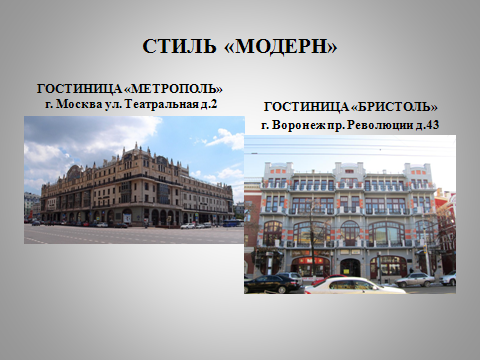 СТИЛЬ «МОДЕРН»
ГОСТИНИЦА «МЕТРОПОЛЬ»
г. Москва ул. Театральная д.2
ГОСТИНИЦА «БРИСТОЛЬ»
г. Воронеж пр. Революции д.43